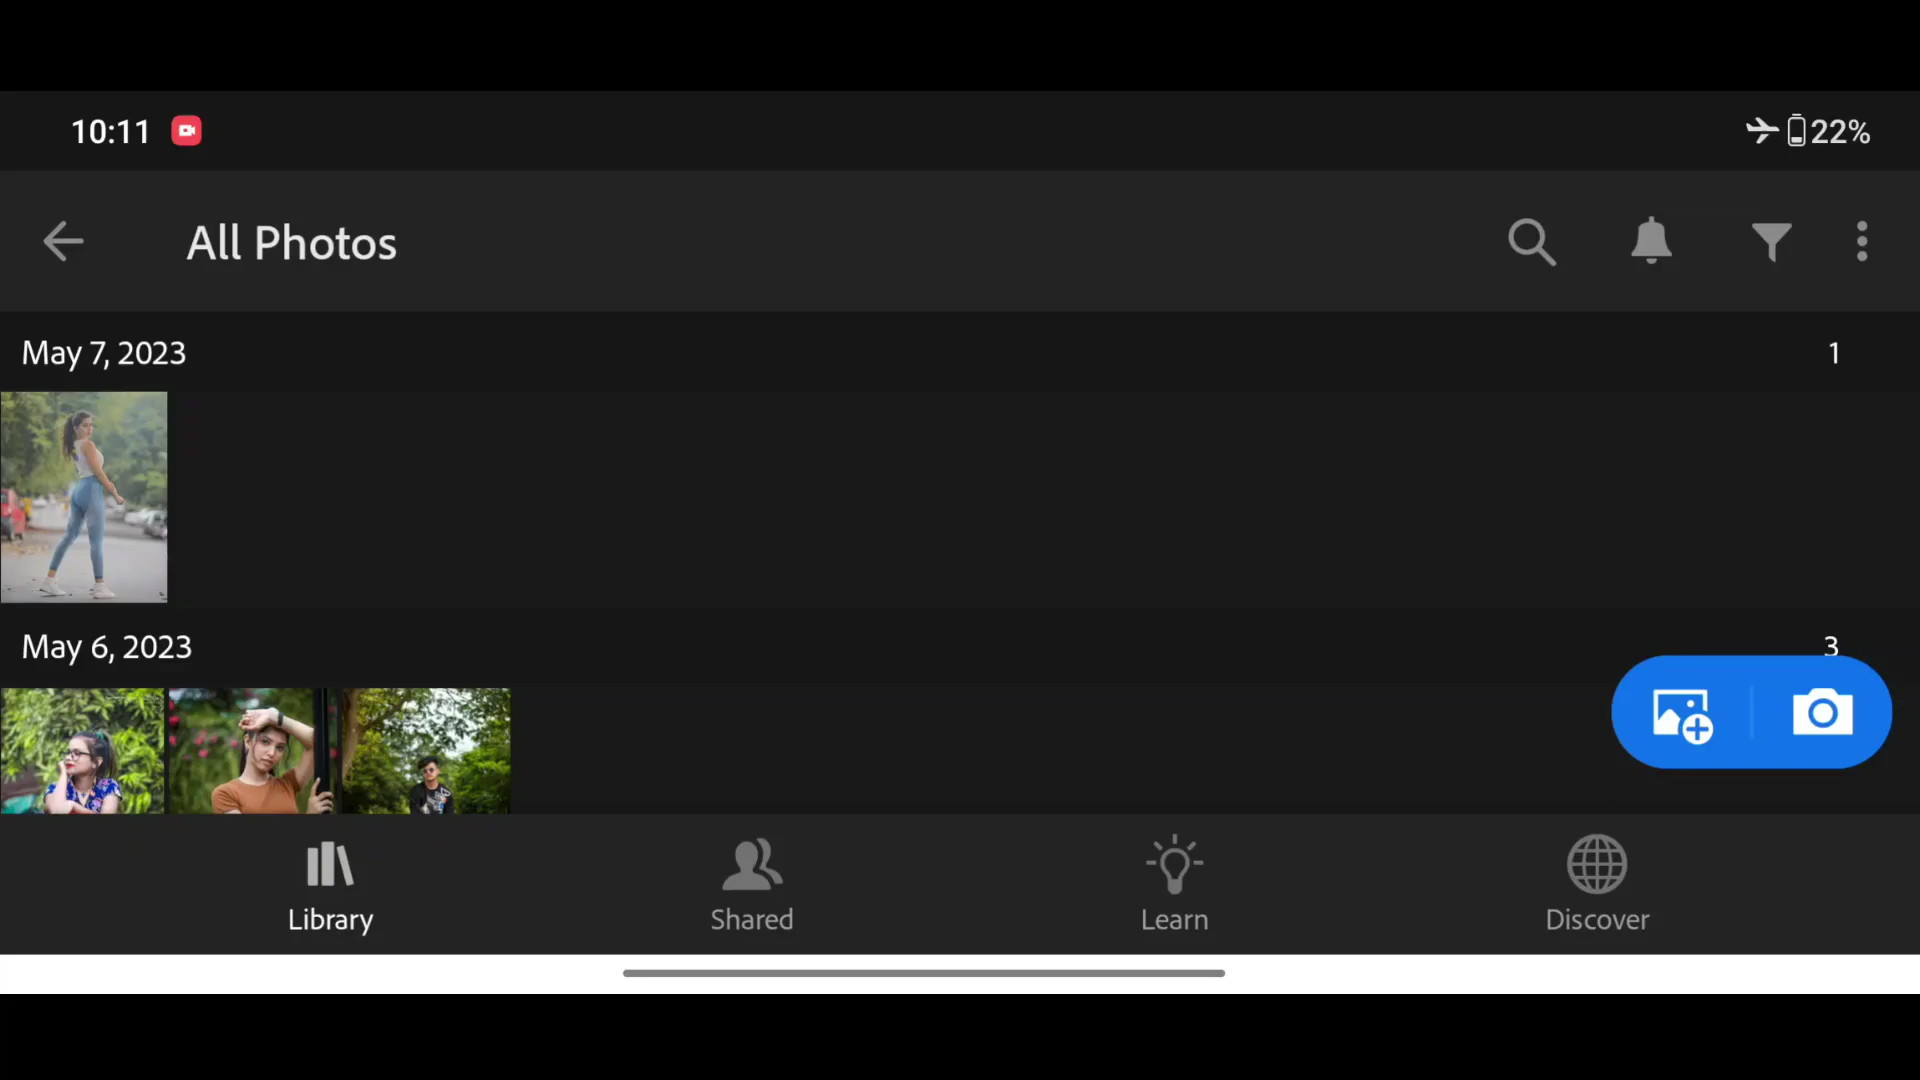 10:11
22%
All Photos
May 7, 2023
1
May 6, 2023
3
Library
Shared
Learn
Discover